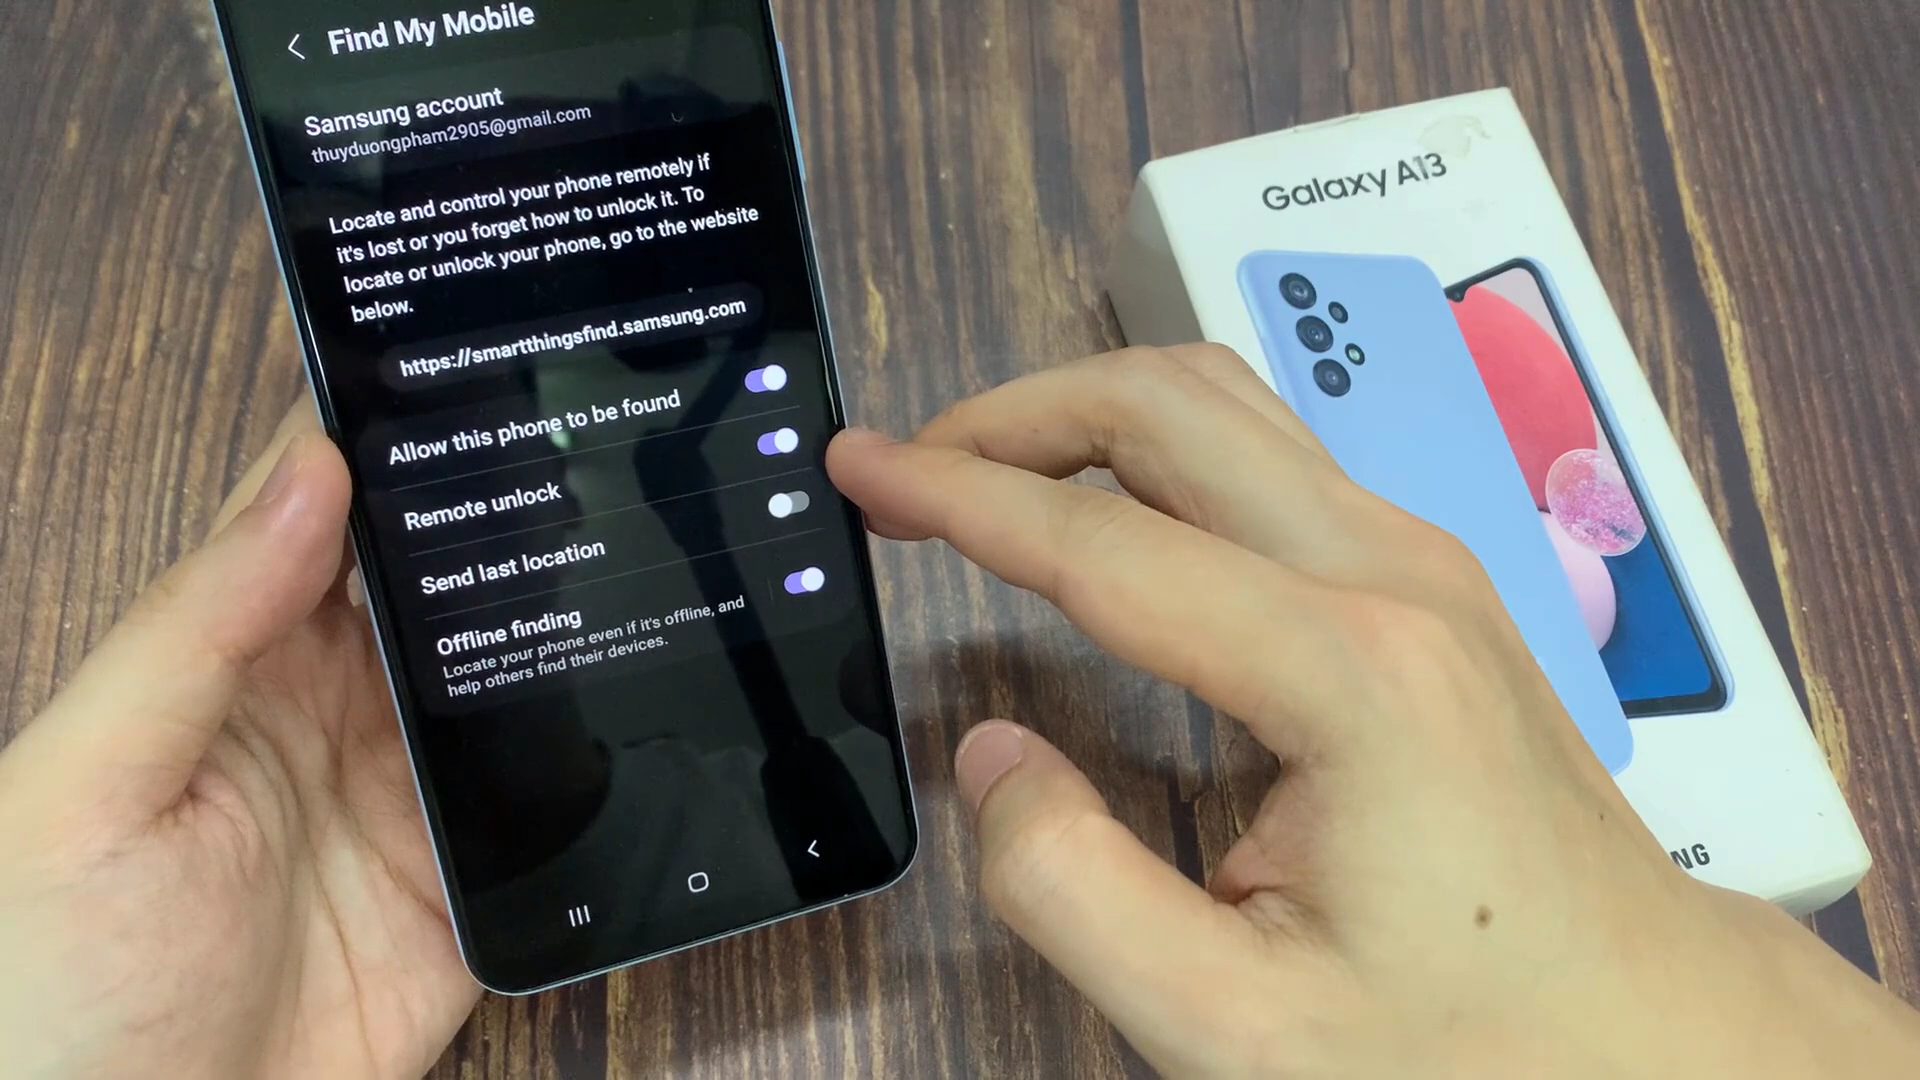 Find My Mobile
Samsung account
thuyduongpham2905@gmail.com
Locate and control your phone remotely if
it's lost or you forget how to unlock it. To
locate or unlock your phone, go to the website
below.
https://smartthingsfind.samsung.com
Allow this phone to be found
Remote unlock
Send last location
Offline finding
Locate your phone even if it's offline, and
help others find their devices.
Galaxy A13
NG